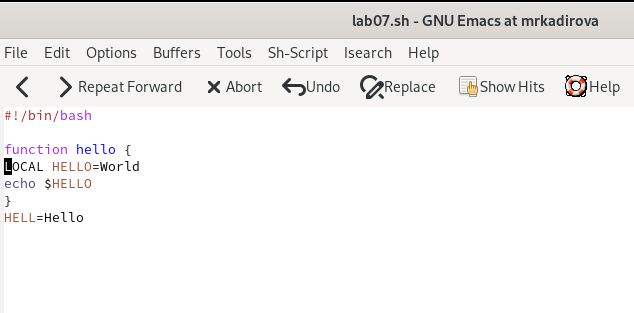 lab07.sh - GNU Emacs at mrkadirova
File Edit Options Buffers Tools Sh-Script Isearch Help
Repeat Forward Abort Undo Replace Show Hits Help
#!/bin/bash
function hello {
LOCAL HELLO=World
echo $HELLO
}
HELL=Hello